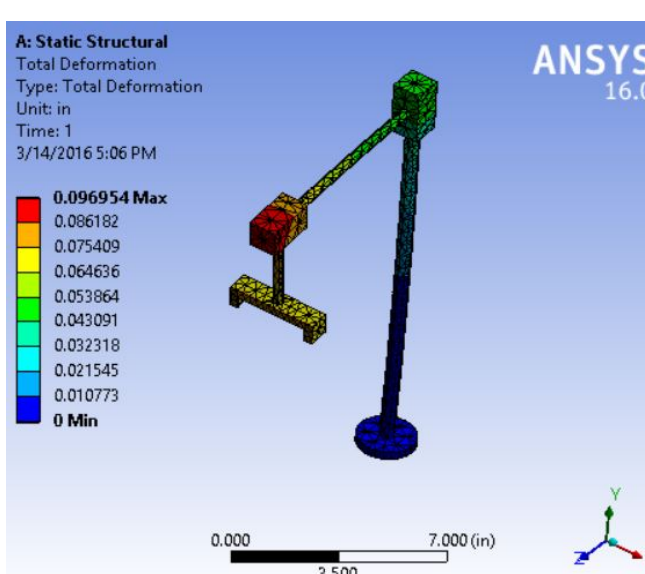 A: Static Structural
Total Deformation
Type: Total Deformation
Unit: in
Time: 1
3/14/2016 5:06 PM
ANSYS
16.0
0.096954 Max
0.086182
0.075409
0.064636
0.053864
0.043091
0.032318
0.021545
0.010773
0 Min
0.000
7.000 (in)
3.500
Y
Z